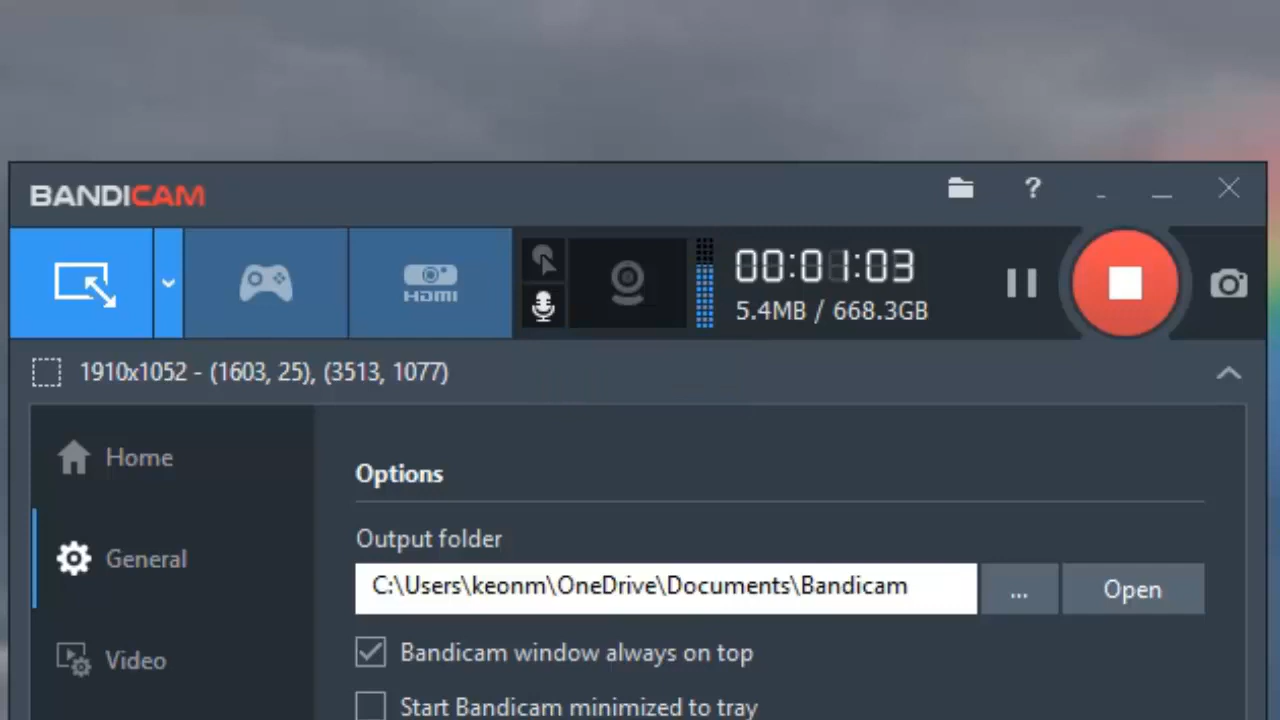 BANDICAM
?
HDMI
00:01:03
5.4MB / 668.3GB
1910x1052 - (1603, 25), (3513, 1077)
Home
General
Video
Options
Output folder
C:\Users\keonm\OneDrive\Documents\Bandicam
...
Open
Bandicam window always on top
Start Bandicam minimized to tray